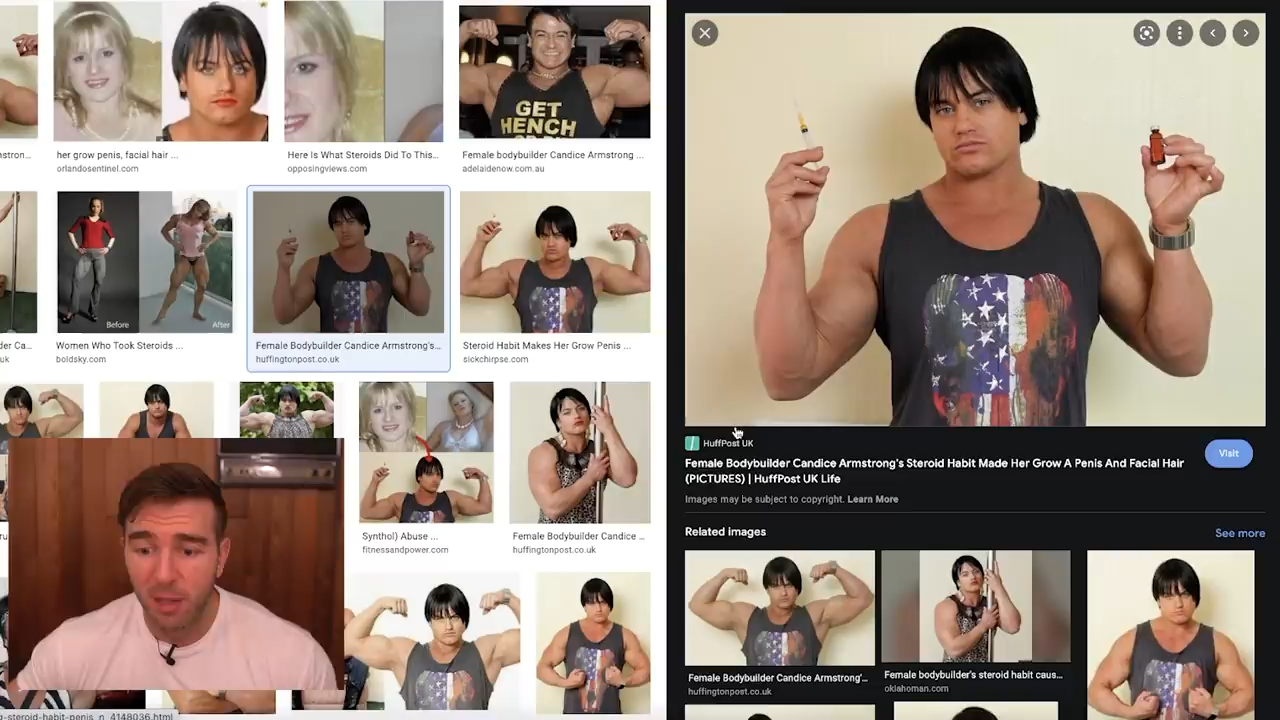 her grow penis, facial hair ...
orlandosentinel.com
Here Is What Steroids Did To This...
opposingviews.com
GET
HENCH
Female bodybuilder Candice Armstrong ...
adelaidenow.com.au
Before
After
Women Who Took Steroids ...
boldsky.com
Female Bodybuilder Candice Armstrong's...
huffingtonpost.co.uk
Steroid Habit Makes Her Grow Penis ...
sickchirpse.com
Synthol) Abuse ...
fitnessandpower.com
Female Bodybuilder Candice ...
huffingtonpost.co.uk
g-steroid-habit-penis_n_4148036.html
HuffPost UK
Female Bodybuilder Candice Armstrong's Steroid Habit Made Her Grow A Penis And Facial Hair
(PICTURES) | HuffPost UK Life
Visit
Images may be subject to copyright. Learn More
Related images
See more
Female Bodybuilder Candice Armstrong'...
huffingtonpost.co.uk
Female bodybuilder's steroid habit caus...
oklahoman.com